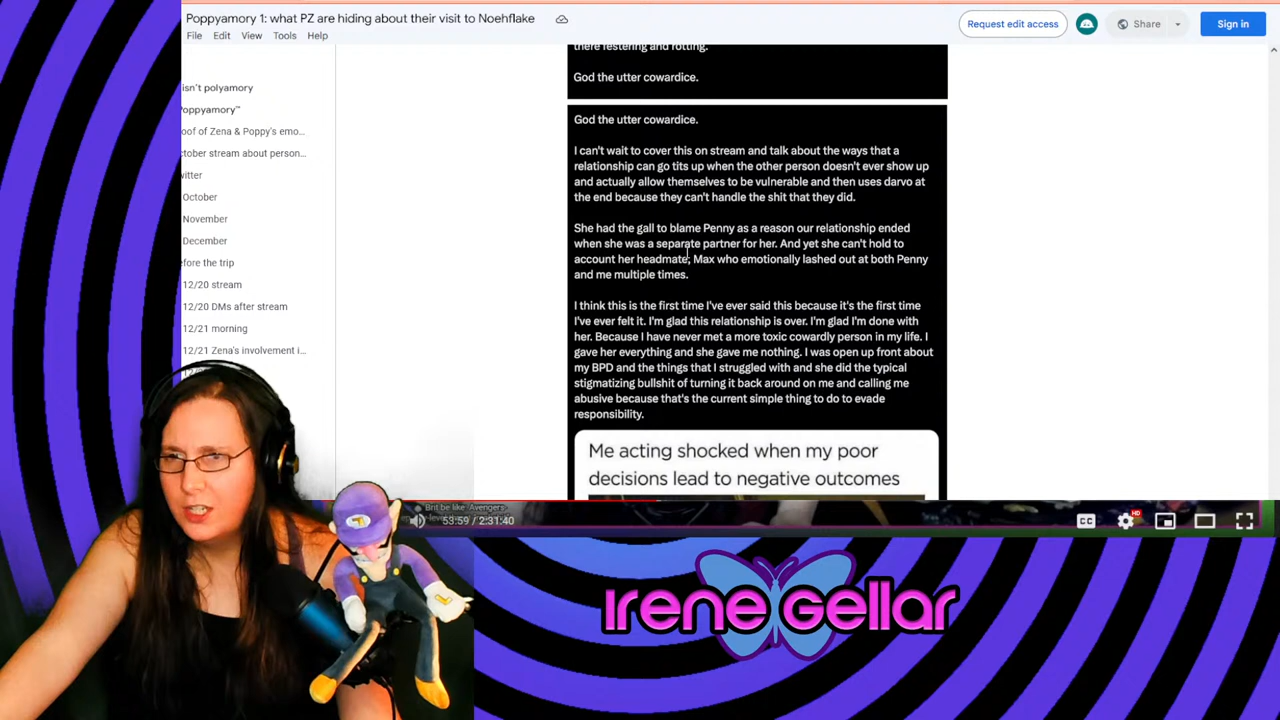 Poppyamory 1: what PZ are hiding about their visit to Noehflake
Request edit access
Share
Sign in
File Edit View Tools Help
isn't polyamory
oppyamory™
oof of Zena & Poppy's emo...
ctober stream about person...
witter
October
November
December
efore the trip
12/20 stream
12/20 DMs after stream
12/21 morning
12/21 Zena's involvement i...
there festering and rotting.
God the utter cowardice.
God the utter cowardice.
I can't wait to cover this on stream and talk about the ways that a
relationship can go tits up when the other person doesn't ever show up
and actually allow themselves to be vulnerable and then uses darvo at
the end because they can't handle the shit that they did.
She had the gall to blame Penny as a reason our relationship ended
when she was a separate partner for her. And yet she can't hold to
account her headmate, Max who emotionally lashed out at both Penny
and me multiple times.
I think this is the first time I've ever said this because it's the first time
I've ever felt it. I'm glad this relationship is over. I'm glad I'm done with
her. Because I have never met a more toxic cowardly person in my life. I
gave her everything and she gave me nothing. I was open up front about
my BPD and the things that I struggled with and she did the typical
stigmatizing bullshit of turning it back around on me and calling me
abusive because that's the current simple thing to do to evade
responsibility.
Me acting shocked when my poor
decisions lead to negative outcomes
Brit be like. Avengers
53:59 / 2:31:40
CC
HD
Irene Gellar